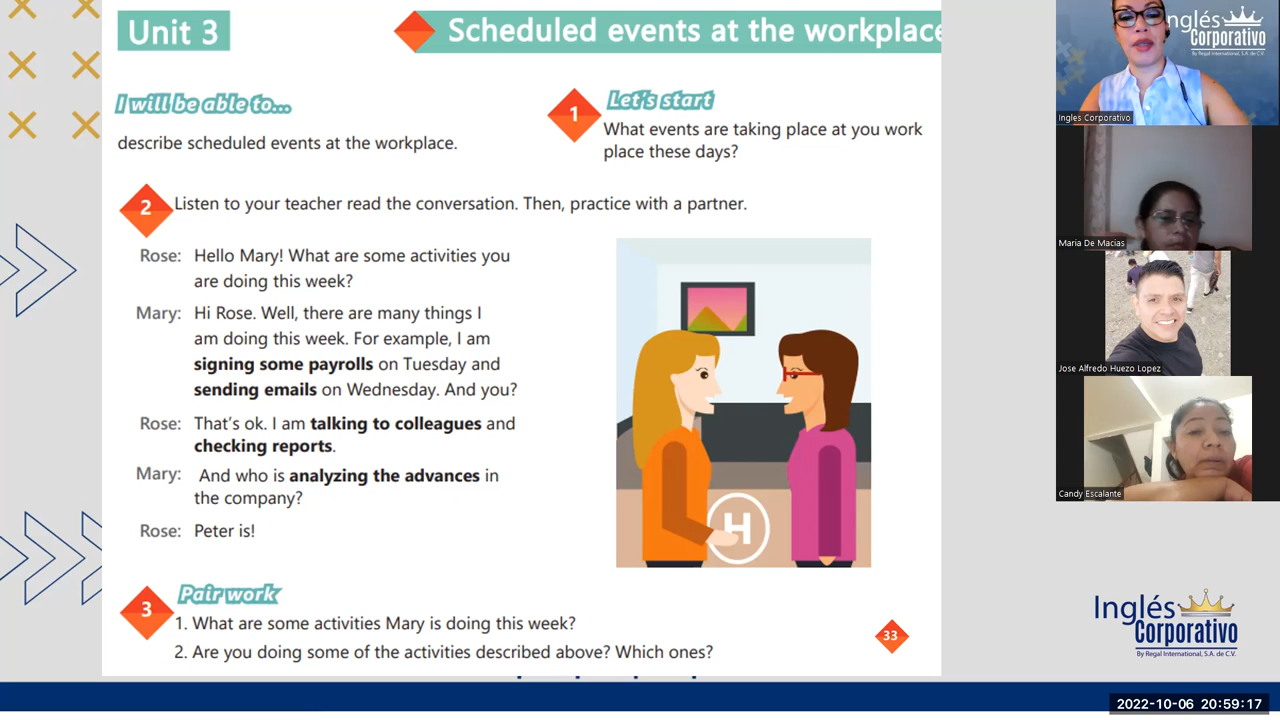 Unit 3
Scheduled events at the workplace
I will be able to...
describe scheduled events at the workplace.
1
Let's start
What events are taking place at you work
place these days?
2
Listen to your teacher read the conversation. Then, practice with a partner.
Rose: Hello Mary! What are some activities you
are doing this week?
Mary: Hi Rose. Well, there are many things I
am doing this week. For example, I am
signing some payrolls on Tuesday and
sending emails on Wednesday. And you?
Rose: That's ok. I am talking to colleagues and
checking reports.
Mary: And who is analyzing the advances in
the company?
Rose: Peter is!
H
3
Pair work
1. What are some activities Mary is doing this week?
2. Are you doing some of the activities described above? Which ones?
33
Inglés
Corporativo
By Regal International, S.A. de C.V.
Ingles Corporativo
Maria De Macias
Jose Alfredo Huezo Lopez
Candy Escalante
Inglés
Corporativo
By Regal International, S.A. de C.V.
2022-10-06 20:59:17